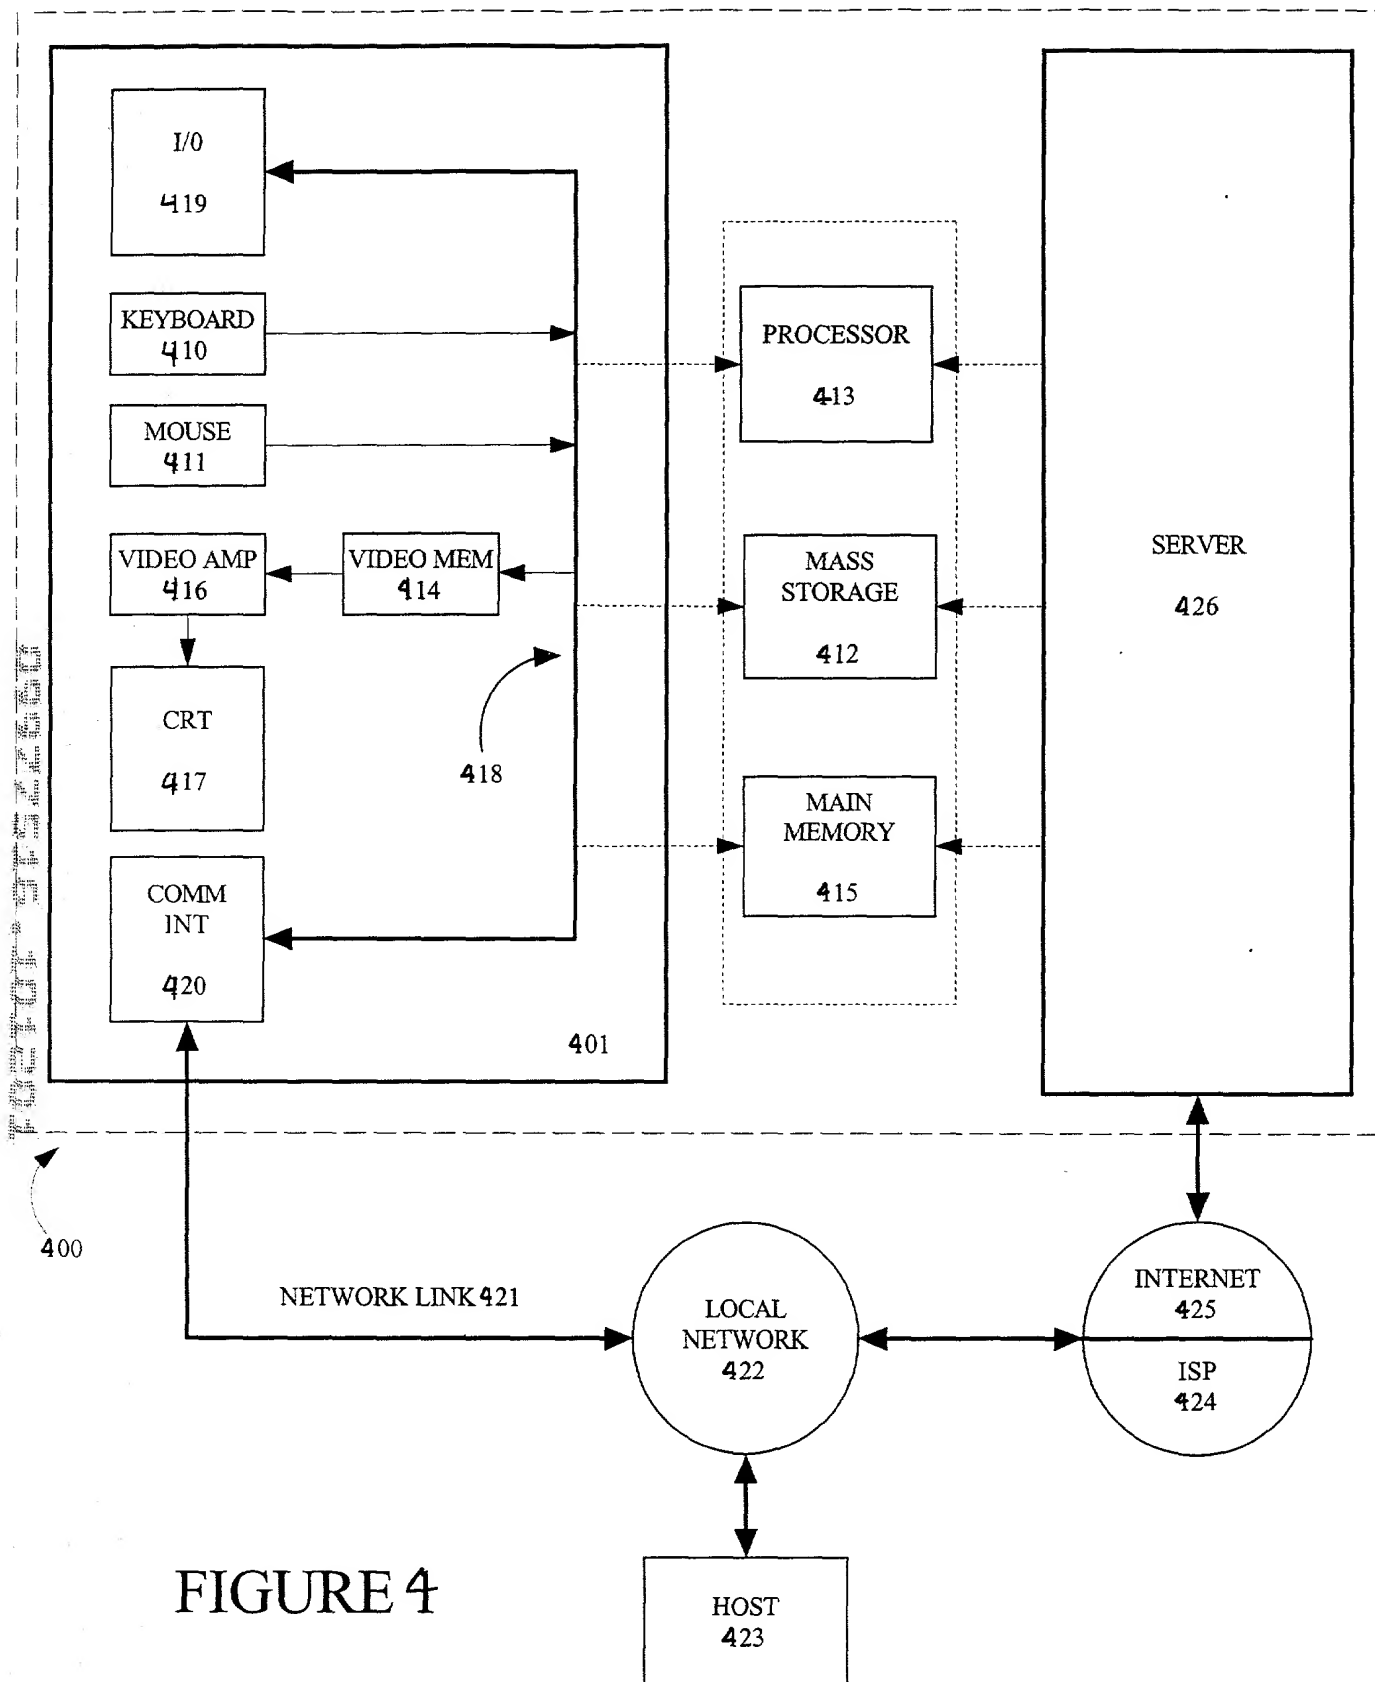 I/0
419
KEYBOARD
410
MOUSE
411
VIDEO AMP
416
VIDEO MEM
414
CRT
417
418
COMM
INT
420
401
PROCESSOR
413
MASS
STORAGE
412
MAIN
MEMORY
415
SERVER
426
400
NETWORK LINK 421
LOCAL
NETWORK
422
INTERNET
425
ISP
424
HOST
423
FIGURE 4